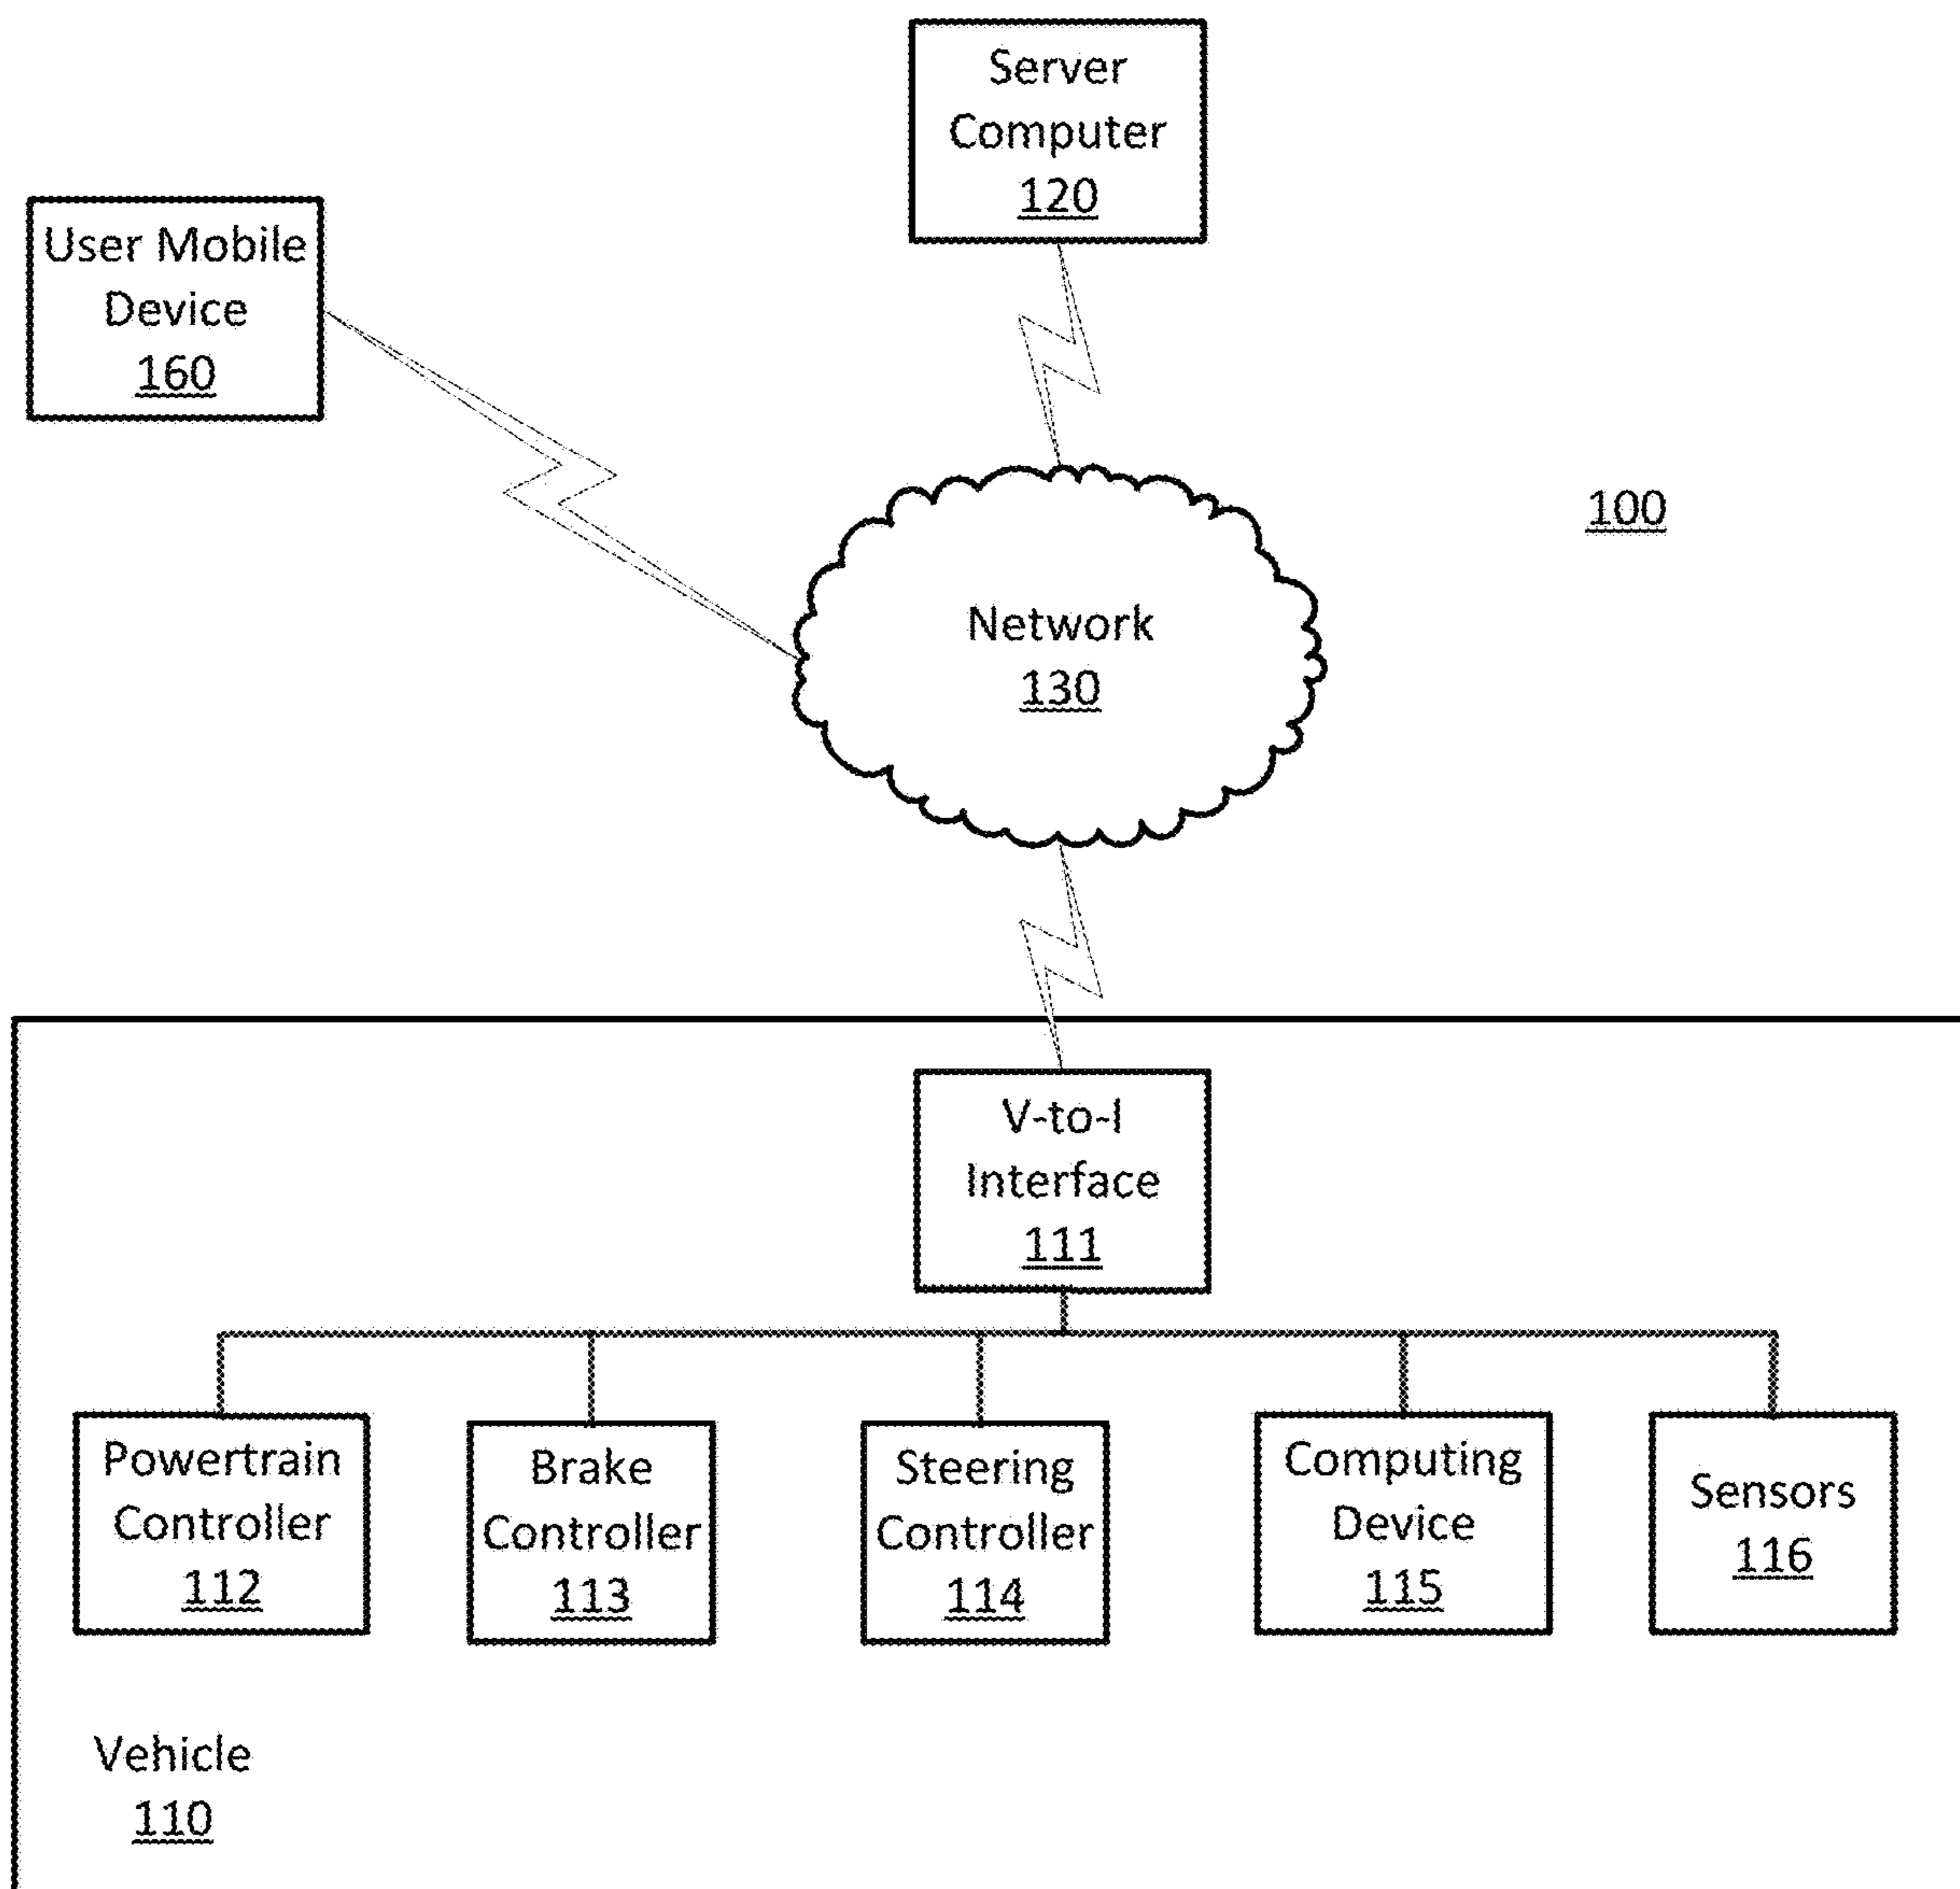 Server
Computer
120
User Mobile
Device
160
100
Network
130
V-to-I
Interface
111
Powertrain
Controller
112
Brake
Controller
113
Steering
Controller
114
Computing
Device
115
Sensors
116
Vehicle
110